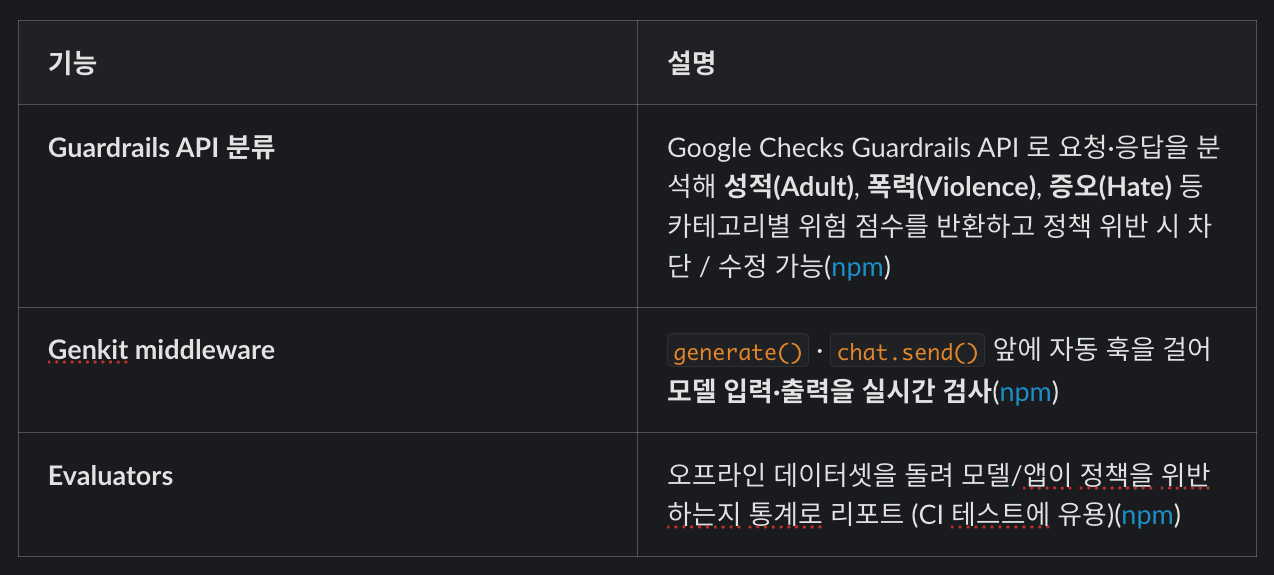 기능
설명
Guardrails API 분류
Google Checks Guardrails API 로 요청·응답을 분
석해 성적(Adult), 폭력(Violence), 증오(Hate) 등
카테고리별 위험 점수를 반환하고 정책 위반 시 차
단 / 수정 가능(npm)
Genkit middleware
generate() · chat.send() 앞에 자동 훅을 걸어
모델 입력·출력을 실시간 검사(npm)
Evaluators
오프라인 데이터셋을 돌려 모델/앱이 정책을 위반
하는지 통계로 리포트 (CI 테스트에 유용)(npm)